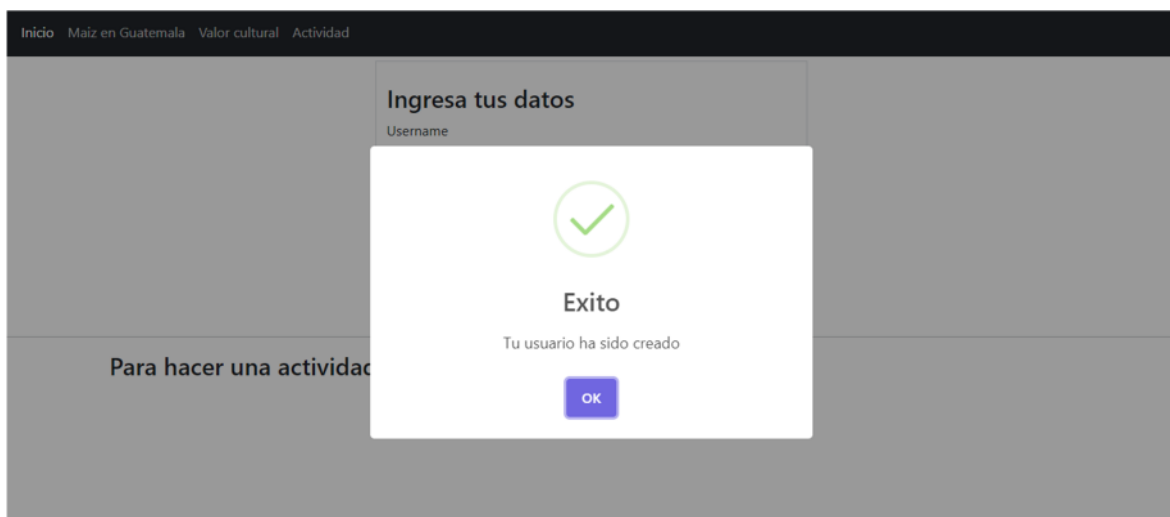 Inicio Maiz en Guatemala Valor cultural Actividad
Ingresa tus datos
Username
Exito
Tu usuario ha sido creado
OK
Para hacer una actividad